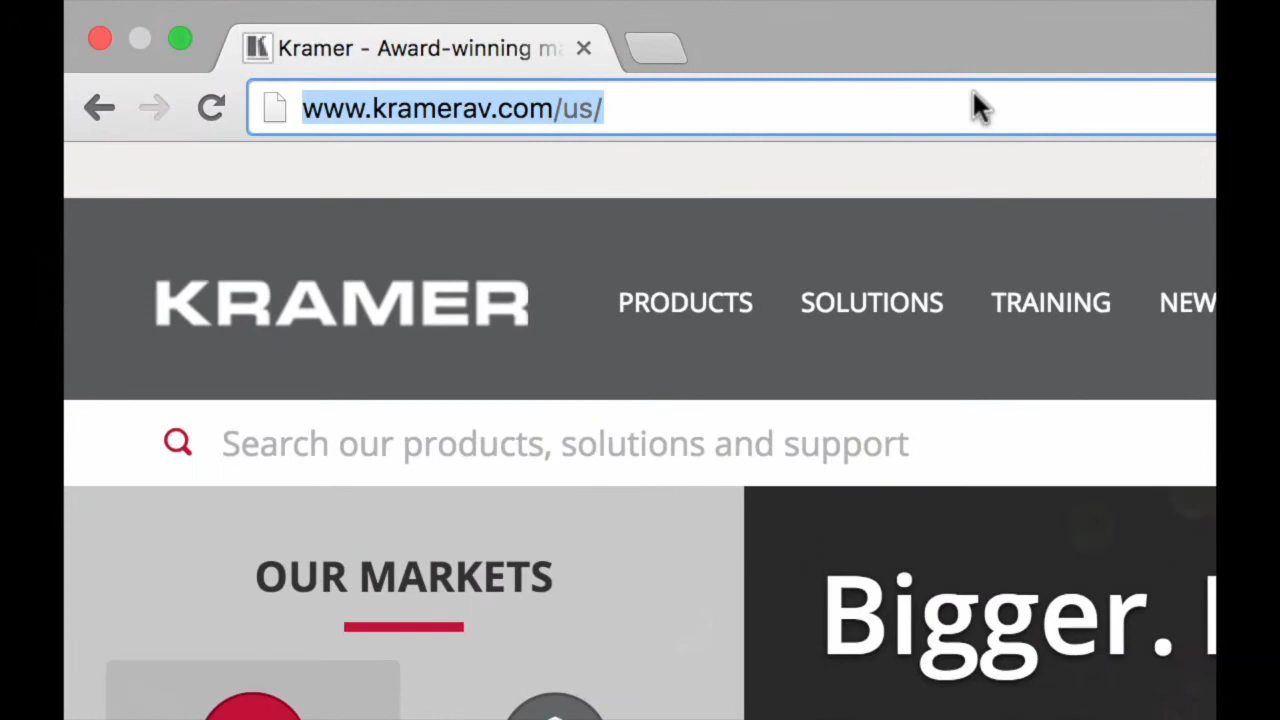 Kramer - Award-winning
www.kramerav.com/us/
KRAMER
PRODUCTS SOLUTIONS TRAINING NEW
Search our products, solutions and support
OUR MARKETS
Bigger.